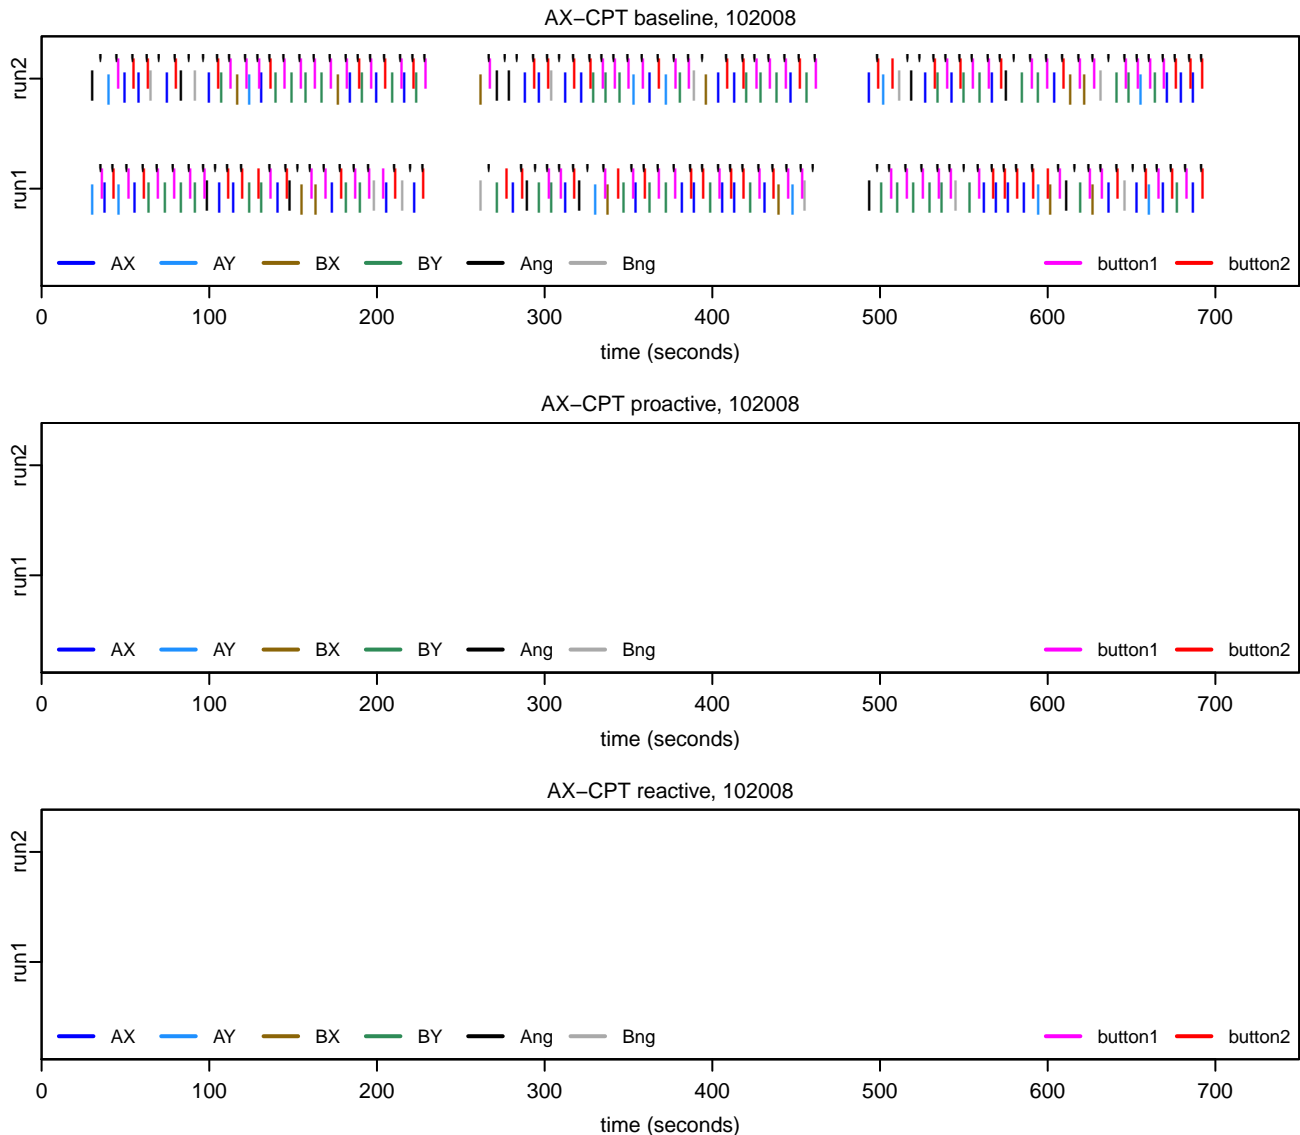 AX−CPT baseline, 102008
run2
run1
AX AY BX BY Ang Bng button1 button2
0 100 200 300 400 500 600 700
time (seconds)
AX−CPT proactive, 102008
run2
run1
AX AY BX BY Ang Bng button1 button2
0 100 200 300 400 500 600 700
time (seconds)
AX−CPT reactive, 102008
run2
run1
AX AY BX BY Ang Bng button1 button2
0 100 200 300 400 500 600 700
time (seconds)